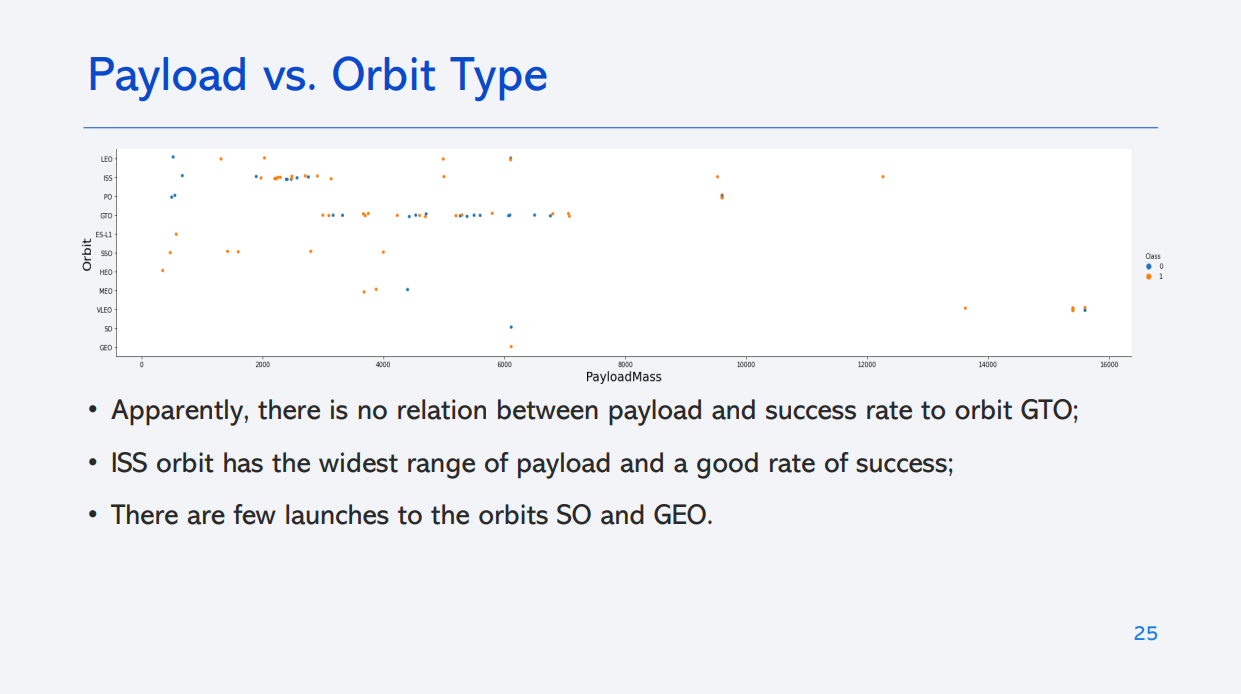 Payload vs. Orbit Type
LEO
ISS
PO
GTO
ES-L1
SSO
HEO
MEO
VLEO
SO
GEO
Orbit
0 2000 4000 6000 8000 10000 12000 14000 16000
PayloadMass
Class
0
1
• Apparently, there is no relation between payload and success rate to orbit GTO;
• ISS orbit has the widest range of payload and a good rate of success;
• There are few launches to the orbits SO and GEO.
25